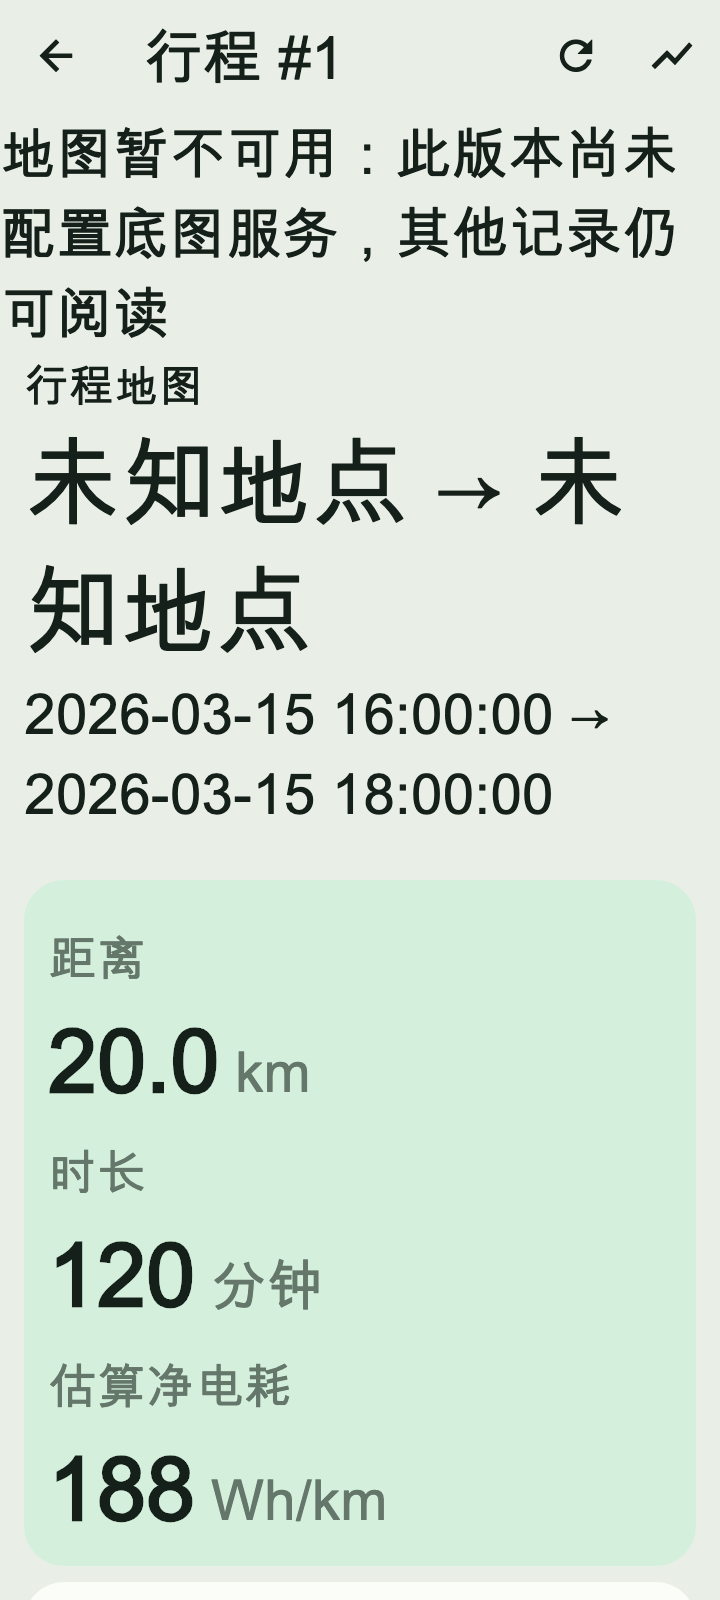 行程 #1
地图暂不可用：此版本尚未
配置底图服务，其他记录仍
可阅读
行程地图
未知地点 → 未
知地点
2026-03-15 16:00:00 →
2026-03-15 18:00:00
距离
20.0 km
时长
120 分钟
估算净电耗
188 Wh/km